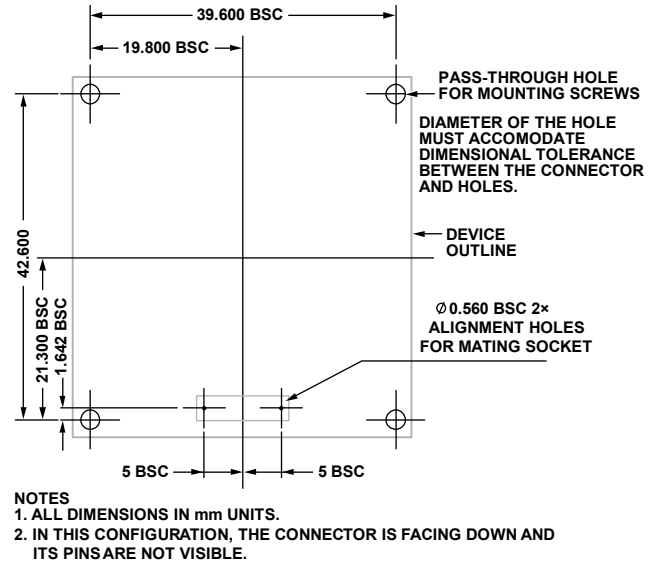 39.600 BSC
19.800 BSC
PASS-THROUGH HOLE
FOR MOUNTING SCREWS
DIAMETER OF THE HOLE
MUST ACCOMODATE
DIMENSIONAL TOLERANCE
BETWEEN THE CONNECTOR
AND HOLES.
DEVICE
OUTLINE
42.600
21.300 BSC
1.642 BSC
Ø0.560 BSC 2×
ALIGNMENT HOLES
FOR MATING SOCKET
5 BSC
5 BSC
NOTES
1. ALL DIMENSIONS IN mm UNITS.
2. IN THIS CONFIGURATION, THE CONNECTOR IS FACING DOWN AND
ITS PINS ARE NOT VISIBLE.